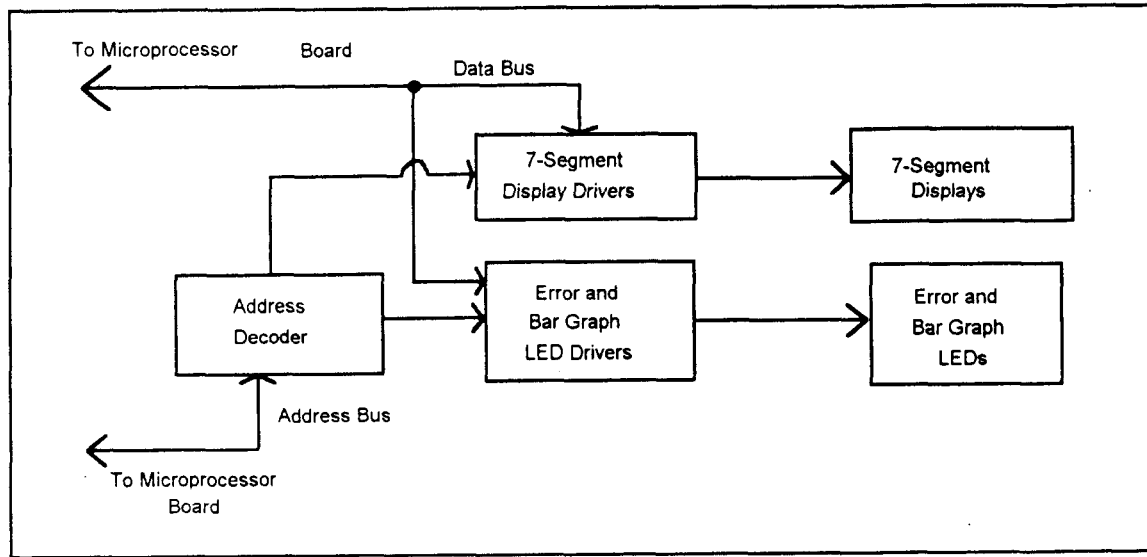 To Microprocessor Board
Data Bus
7-Segment
Display Drivers
7-Segment
Displays
Address
Decoder
Error and
Bar Graph
LED Drivers
Error and
Bar Graph
LEDs
Address Bus
To Microprocessor
Board